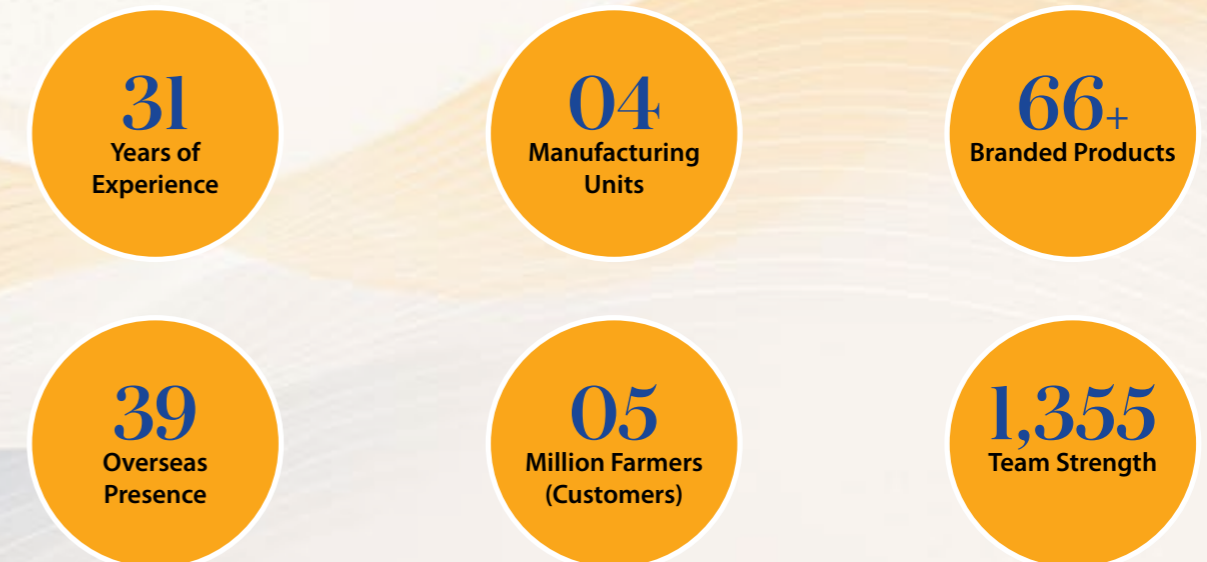 31
Years of
Experience
04
Manufacturing
Units
66+
Branded Products
39
Overseas
Presence
05
Million Farmers
(Customers)
1,355
Team Strength